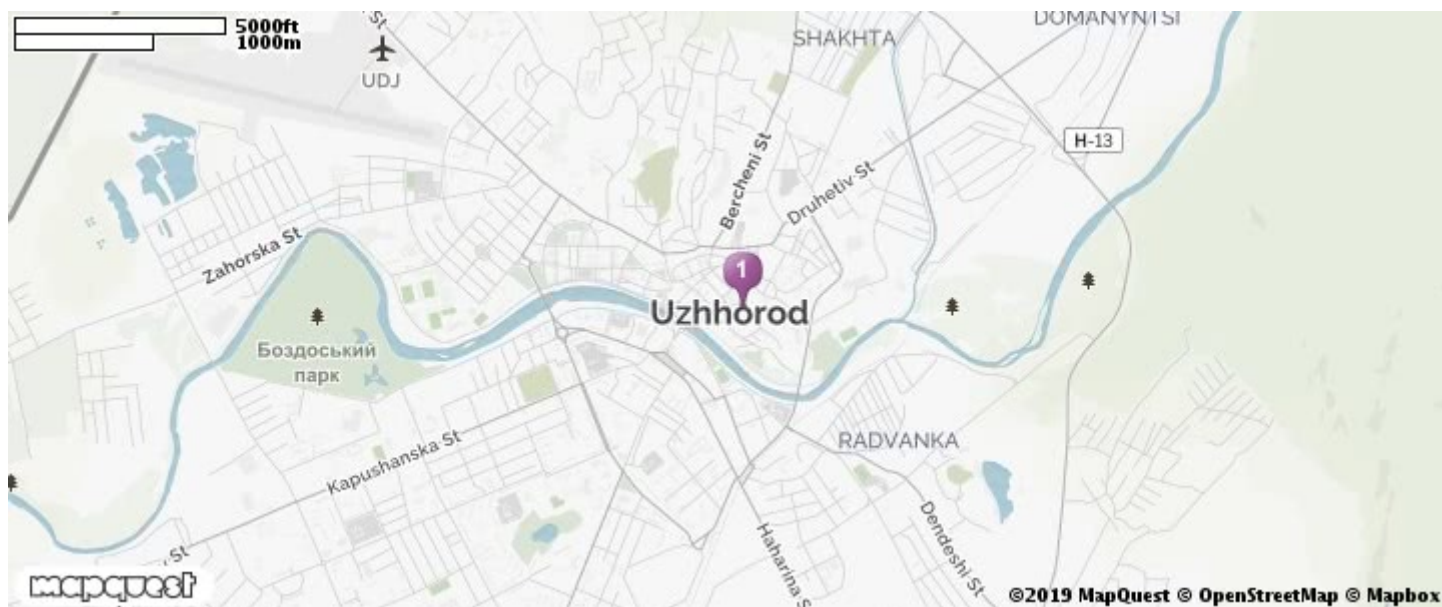 5000ft
1000m
St
UDJ
SHAKHTA
DOMANYNTSI
H-13
Bercheni St
Druhetiv St
Zahorska St
1
Uzhhorod
Боздоський
парк
RADVANKA
Kapushanska St
St
Haharina S
Dendeshi St
mapquest
©2019 MapQuest © OpenStreetMap © Mapbox